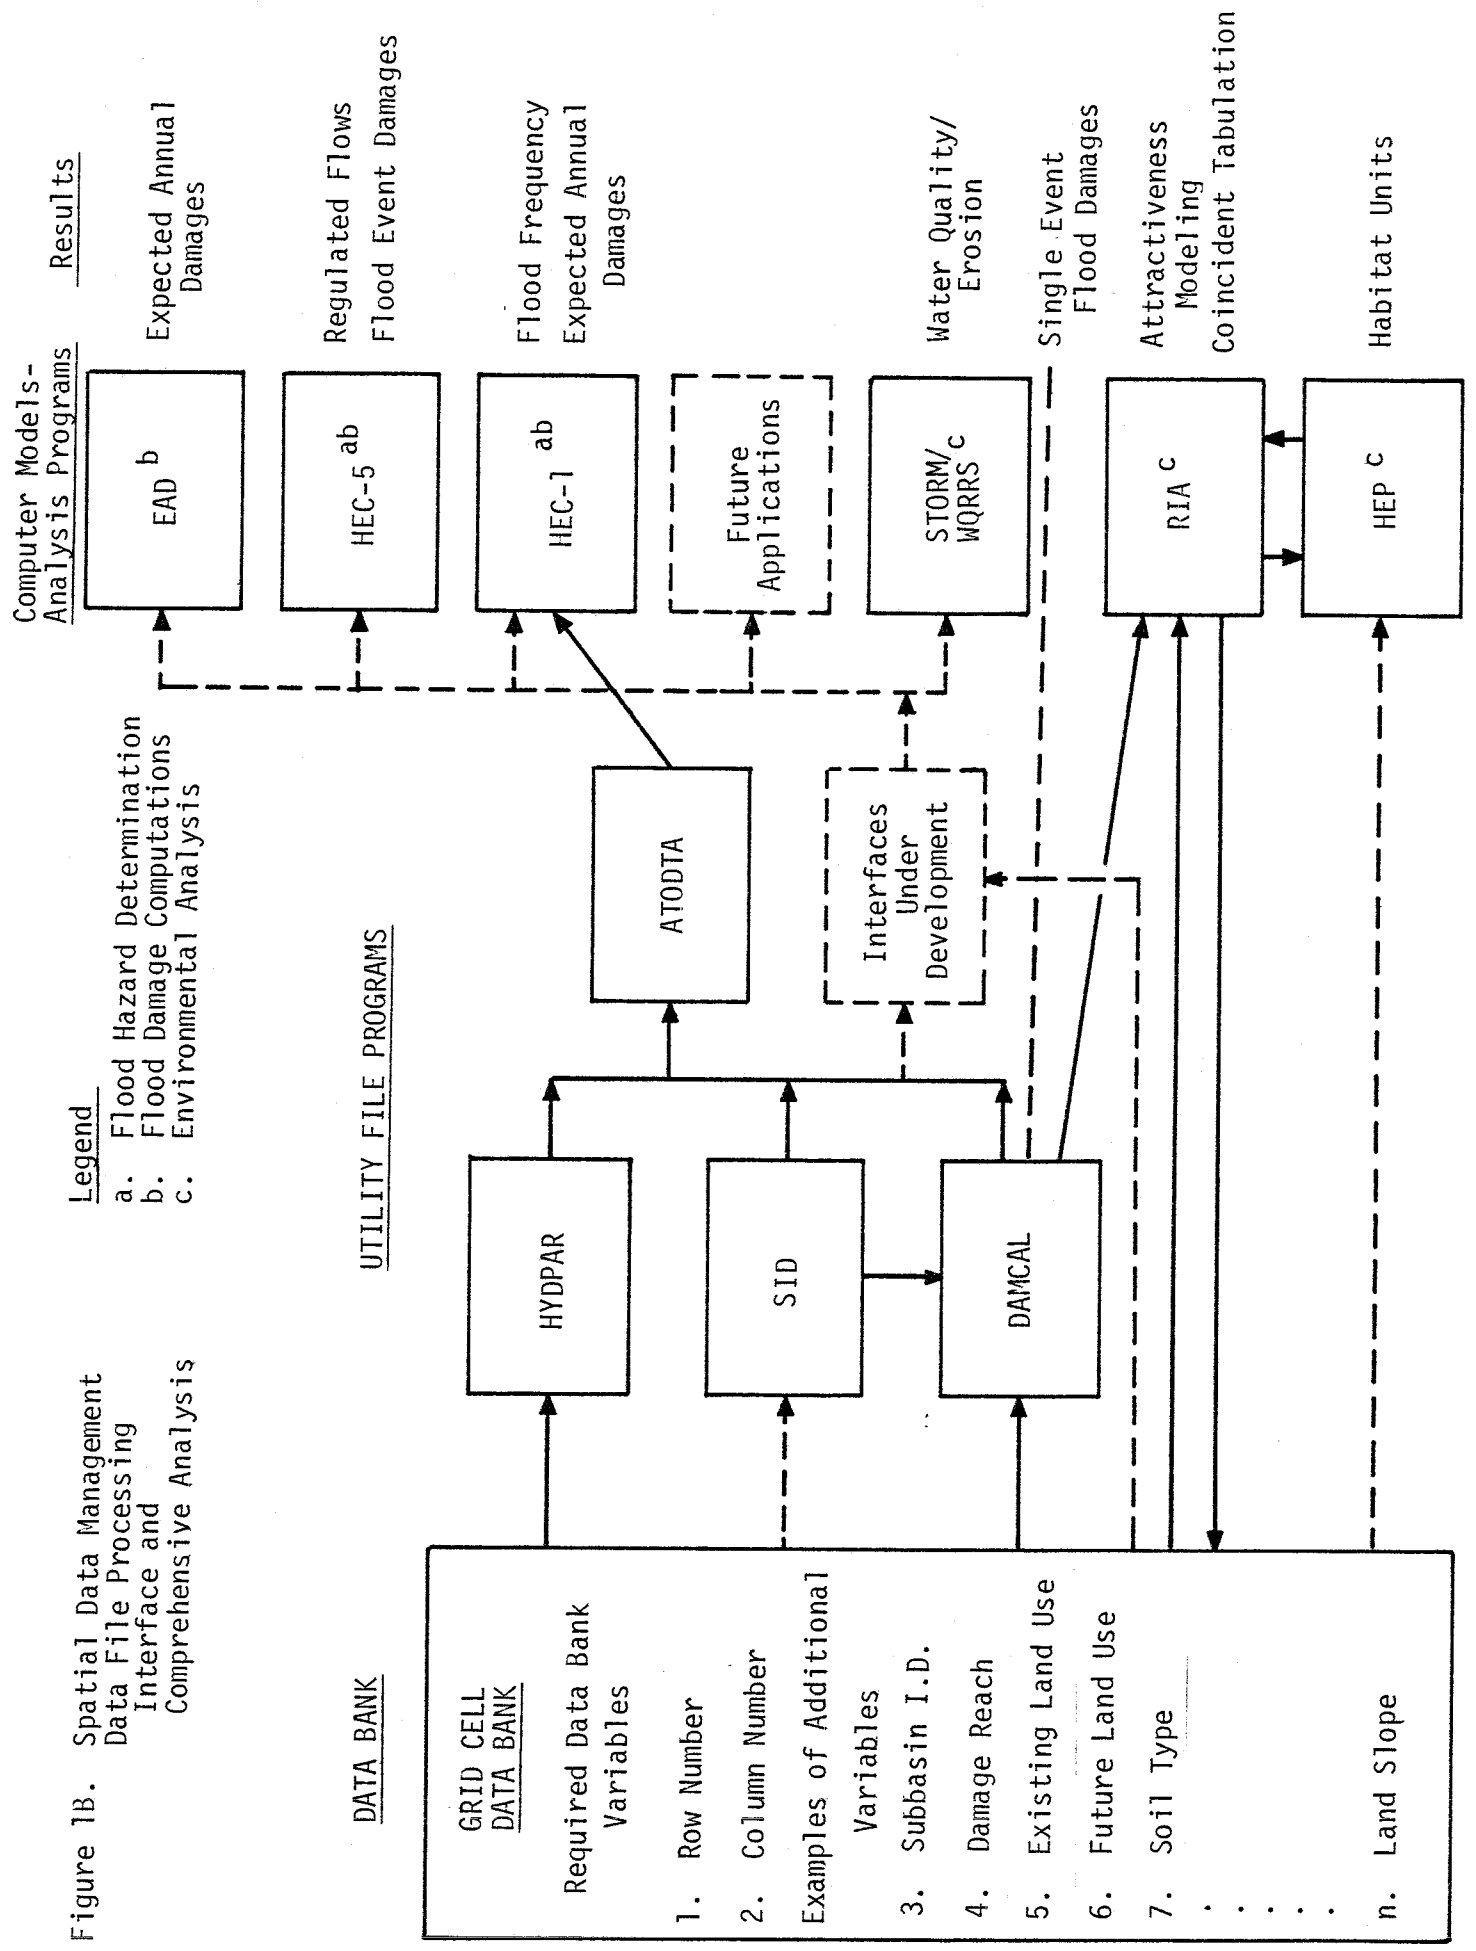 Figure 1B. Spatial Data Management
Data File Processing
Interface and
Comprehensive Analysis
Legend
a. Flood Hazard Determination
b. Flood Damage Computations
c. Environmental Analysis
DATA BANK
GRID CELL
DATA BANK
Required Data Bank
Variables
1. Row Number
2. Column Number
Examples of Additional
Variables
3. Subbasin I.D.
4. Damage Reach
5. Existing Land Use
6. Future Land Use
7. Soil Type
. . . . .
n. Land Slope
UTILITY FILE PROGRAMS
HYDPAR
SID
DAMCAL
ATODTA
Interfaces
Under
Development
Computer Models-
Analysis Programs
EAD b
HEC-5 ab
HEC-1 ab
Future
Applications
STORM/
WQRRS c
RIA c
HEP c
Results
Expected Annual
Damages
Regulated Flows
Flood Event Damages
Flood Frequency
Expected Annual
Damages
Water Quality/
Erosion
Single Event
Flood Damages
Attractiveness
Modeling
Coincident Tabulation
Habitat Units